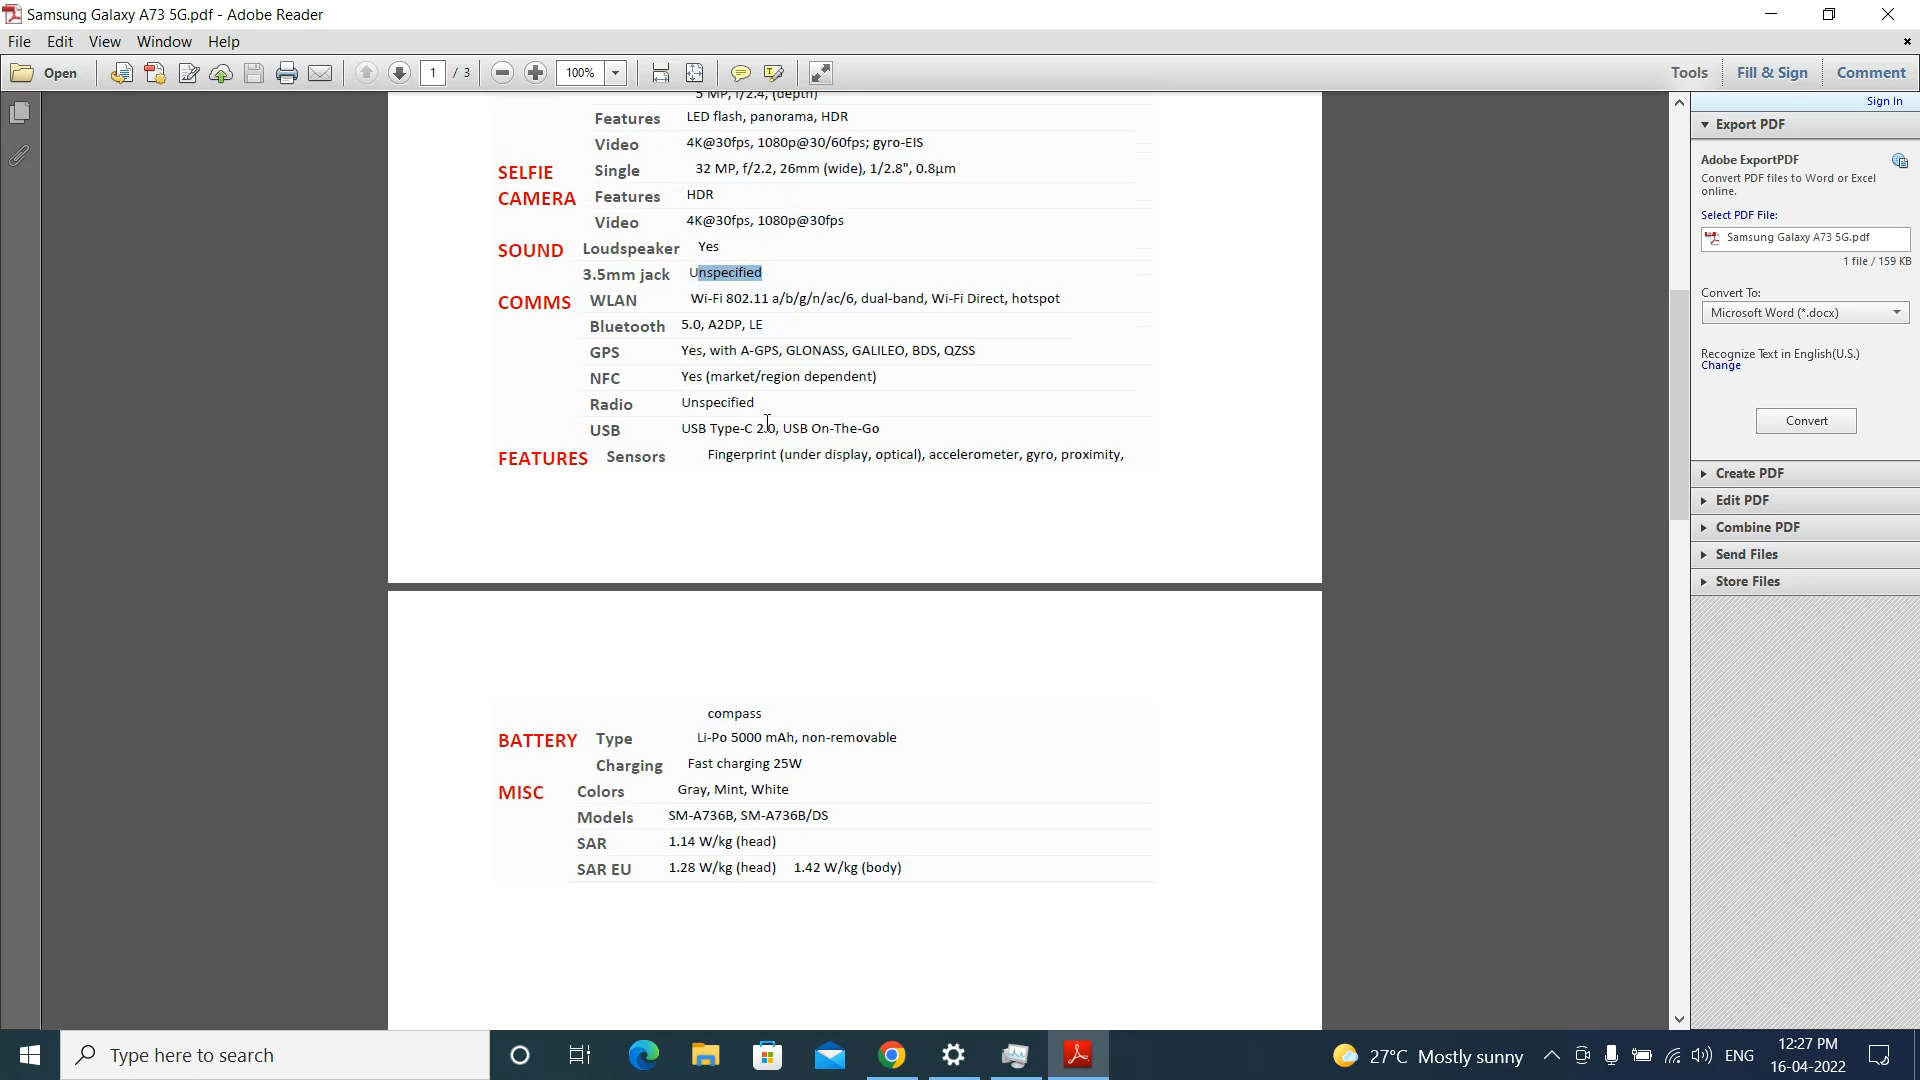 Samsung Galaxy A73 5G.pdf - Adobe Reader
File Edit View Window Help
Open 1 / 3 100% Tools Fill & Sign Comment
Sign In
Export PDF
Adobe ExportPDF
Convert PDF files to Word or Excel
online.
Select PDF File:
Samsung Galaxy A73 5G.pdf
1 file / 159 KB
Convert To:
Microsoft Word (*.docx)
Recognize Text in English(U.S.)
Change
Convert
Create PDF
Edit PDF
Combine PDF
Send Files
Store Files
5 MP, f/2.4, (depth)
Features LED flash, panorama, HDR
Video 4K@30fps, 1080p@30/60fps; gyro-EIS
SELFIE Single 32 MP, f/2.2, 26mm (wide), 1/2.8", 0.8µm
CAMERA Features HDR
Video 4K@30fps, 1080p@30fps
SOUND Loudspeaker Yes
3.5mm jack Unspecified
COMMS WLAN Wi-Fi 802.11 a/b/g/n/ac/6, dual-band, Wi-Fi Direct, hotspot
Bluetooth 5.0, A2DP, LE
GPS Yes, with A-GPS, GLONASS, GALILEO, BDS, QZSS
NFC Yes (market/region dependent)
Radio Unspecified
USB USB Type-C 2.0, USB On-The-Go
FEATURES Sensors Fingerprint (under display, optical), accelerometer, gyro, proximity,
compass
BATTERY Type Li-Po 5000 mAh, non-removable
Charging Fast charging 25W
MISC Colors Gray, Mint, White
Models SM-A736B, SM-A736B/DS
SAR 1.14 W/kg (head)
SAR EU 1.28 W/kg (head) 1.42 W/kg (body)
Type here to search
27°C Mostly sunny
ENG
12:27 PM
16-04-2022